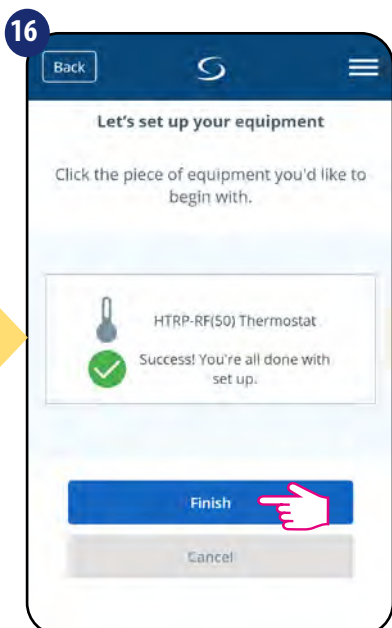 16
Back
Let's set up your equipment
Click the piece of equipment you'd like to
begin with.
HTRP-RF(50) Thermostat
Success! You're all done with
set up.
Finish
Cancel